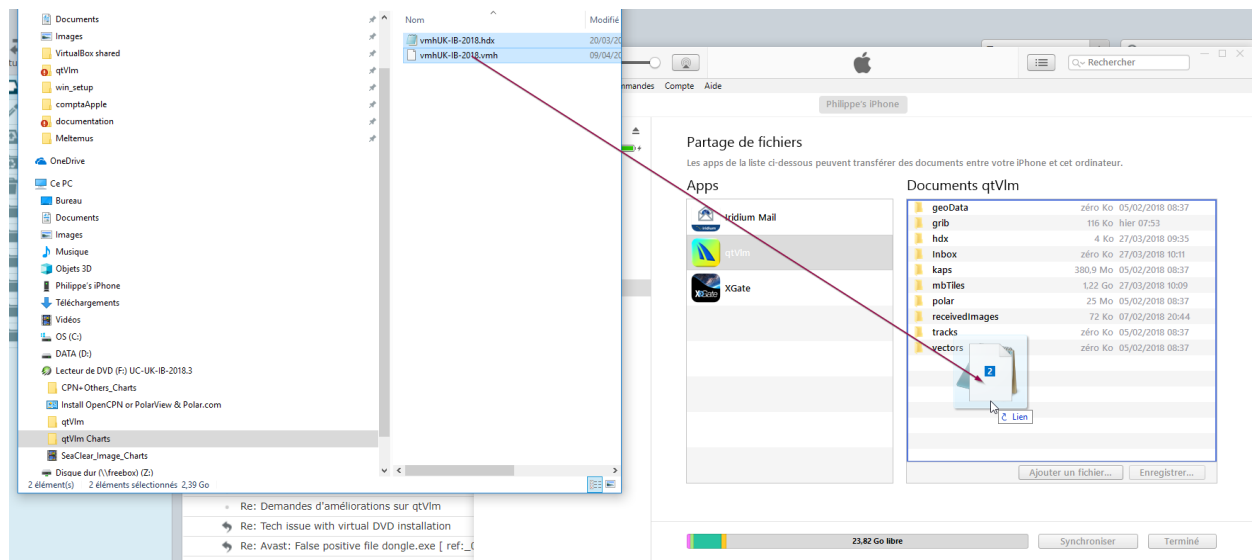 Documents
Images
VirtualBox shared
qtVlm
win_setup
comptaApple
documentation
Meltemus
OneDrive
Ce PC
Bureau
Documents
Images
Musique
Objets 3D
Philippe's iPhone
Téléchargements
Vidéos
OS (C:)
DATA (D:)
Lecteur de DVD (F:) UC-UK-IB-2018.3
CPN+Others_Charts
Install OpenCPN or PolarView & Polar.com
qtVlm
qtVlm Charts
SeaClear_Image_Charts
Disque dur (\\freebox) (Z:)
2 élément(s) 2 éléments sélectionnés 2,39 Go
Nom Modifié
vmhUK-IB-2018.hdx 20/03/20
vmhUK-IB-2018.vmh 09/04/20
Re: Demandes d'améliorations sur qtVlm
Re: Tech issue with virtual DVD installation
Re: Avast: False positive file dongle.exe [ ref:_
Rechercher
mmandes Compte Aide
Philippe's iPhone
Partage de fichiers
Les apps de la liste ci-dessous peuvent transférer des documents entre votre iPhone et cet ordinateur.
Apps
Iridium Mail
qtVlm
XGate
Documents qtVlm
geoData zéro Ko 05/02/2018 08:37
grib 116 Ko hier 07:53
hdx 4 Ko 27/03/2018 09:35
Inbox zéro Ko 27/03/2018 10:11
kaps 380,9 Mo 05/02/2018 08:37
mbTiles 1,22 Go 27/03/2018 10:09
polar 25 Mo 05/02/2018 08:37
receivedImages 72 Ko 07/02/2018 20:44
tracks zéro Ko 05/02/2018 08:37
vectors zéro Ko 05/02/2018 08:37
2
Lien
Ajouter un fichier... Enregistrer...
23,82 Go libre
Synchroniser Terminé